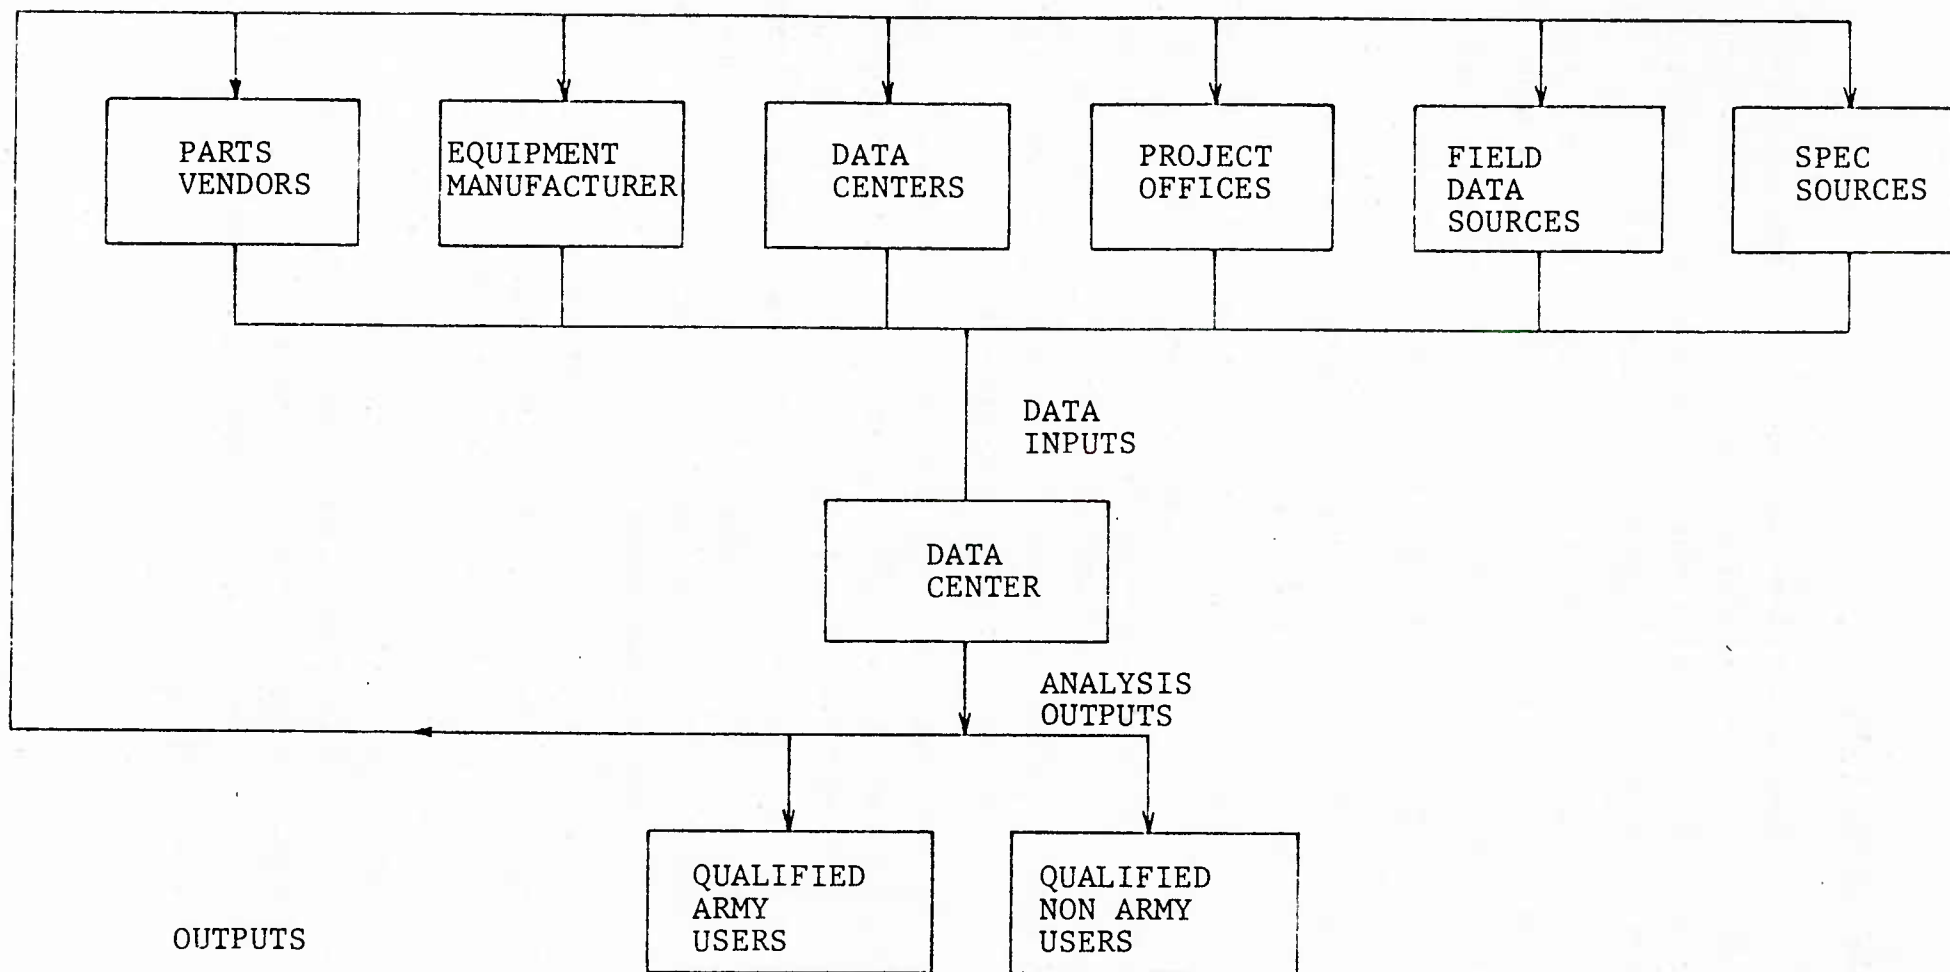 PARTS
VENDORS
EQUIPMENT
MANUFACTURER
DATA
CENTERS
PROJECT
OFFICES
FIELD
DATA
SOURCES
SPEC
SOURCES
DATA
INPUTS
DATA
CENTER
ANALYSIS
OUTPUTS
QUALIFIED
ARMY
USERS
QUALIFIED
NON ARMY
USERS
OUTPUTS